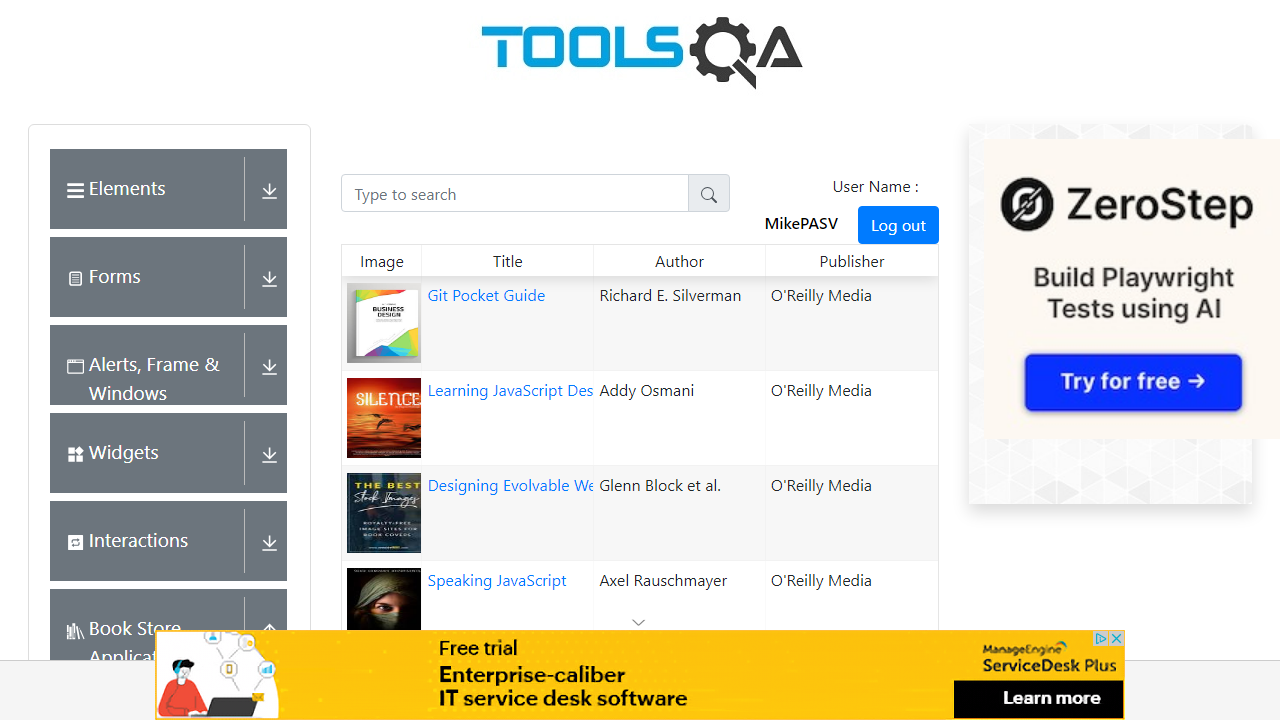 TOOLSQA
Elements
Forms
Alerts, Frame &
Windows
Widgets
Interactions
Book Store
Type to search
User Name :
MikePASV
Log out
Image Title Author Publisher
BUSINESS
DESIGN
Git Pocket Guide Richard E. Silverman O'Reilly Media
SILENCE
Learning JavaScript Des Addy Osmani O'Reilly Media
THE BEST
Stock Images
ROYALTY-FREE
IMAGE SITES FOR
BOOK COVERS
Designing Evolvable We Glenn Block et al. O'Reilly Media
Speaking JavaScript Axel Rauschmayer O'Reilly Media
ZeroStep
Build Playwright
Tests using AI
Try for free →
Free trial
Enterprise-caliber
IT service desk software
ManageEngine
ServiceDesk Plus
Learn more